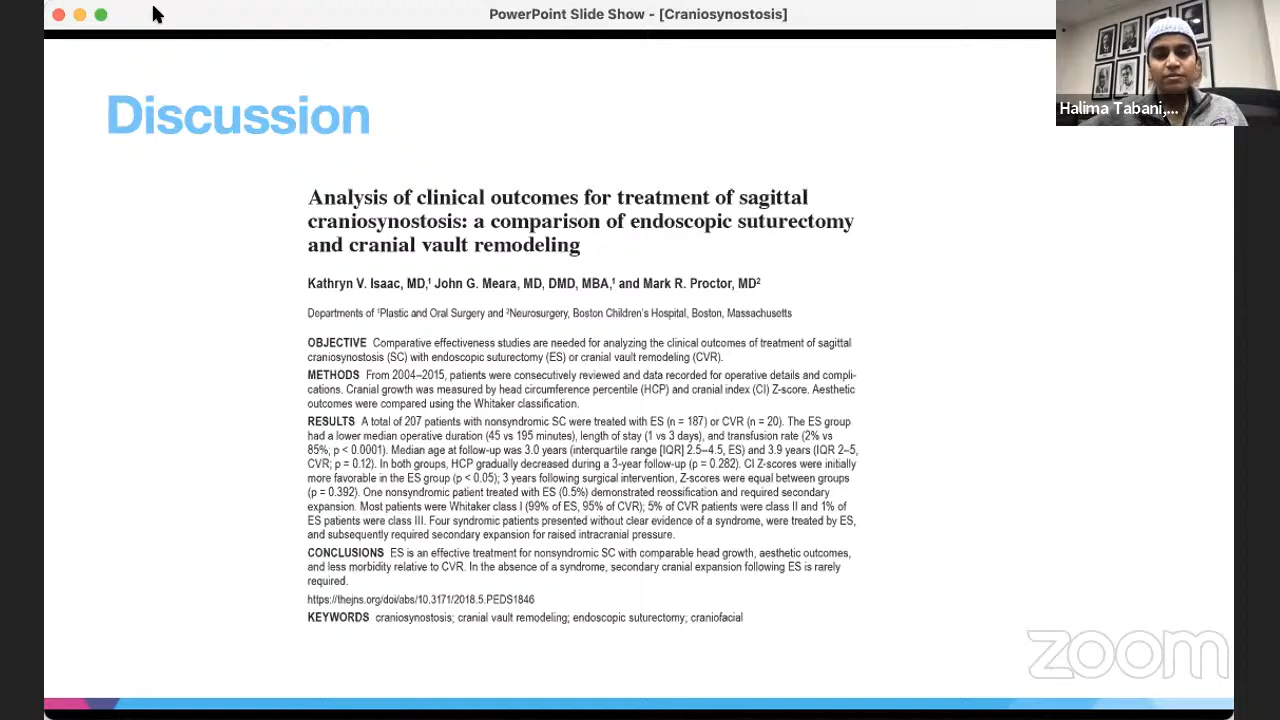 PowerPoint Slide Show - [Craniosynostosis]
Halima Tabani,...
Discussion
Analysis of clinical outcomes for treatment of sagittal
craniosynostosis: a comparison of endoscopic suturectomy
and cranial vault remodeling
Kathryn V. Isaac, MD,¹ John G. Meara, MD, DMD, MBA,¹ and Mark R. Proctor, MD²
Departments of ¹Plastic and Oral Surgery and ²Neurosurgery, Boston Children's Hospital, Boston, Massachusetts
OBJECTIVE Comparative effectiveness studies are needed for analyzing the clinical outcomes of treatment of sagittal
craniosynostosis (SC) with endoscopic suturectomy (ES) or cranial vault remodeling (CVR).
METHODS From 2004–2015, patients were consecutively reviewed and data recorded for operative details and compli-
cations. Cranial growth was measured by head circumference percentile (HCP) and cranial index (CI) Z-score. Aesthetic
outcomes were compared using the Whitaker classification.
RESULTS A total of 207 patients with nonsyndromic SC were treated with ES (n = 187) or CVR (n = 20). The ES group
had a lower median operative duration (45 vs 195 minutes), length of stay (1 vs 3 days), and transfusion rate (2% vs
85%; p < 0.0001). Median age at follow-up was 3.0 years (interquartile range [IQR] 2.5–4.5, ES) and 3.9 years (IQR 2–5,
CVR; p = 0.12). In both groups, HCP gradually decreased during a 3-year follow-up (p = 0.282). CI Z-scores were initially
more favorable in the ES group (p < 0.05); 3 years following surgical intervention, Z-scores were equal between groups
(p = 0.392). One nonsyndromic patient treated with ES (0.5%) demonstrated reossification and required secondary
expansion. Most patients were Whitaker class I (99% of ES, 95% of CVR); 5% of CVR patients were class II and 1% of
ES patients were class III. Four syndromic patients presented without clear evidence of a syndrome, were treated by ES,
and subsequently required secondary expansion for raised intracranial pressure.
CONCLUSIONS ES is an effective treatment for nonsyndromic SC with comparable head growth, aesthetic outcomes,
and less morbidity relative to CVR. In the absence of a syndrome, secondary cranial expansion following ES is rarely
required.
https://thejns.org/doi/abs/10.3171/2018.5.PEDS1846
KEYWORDS craniosynostosis; cranial vault remodeling; endoscopic suturectomy; craniofacial
zoom